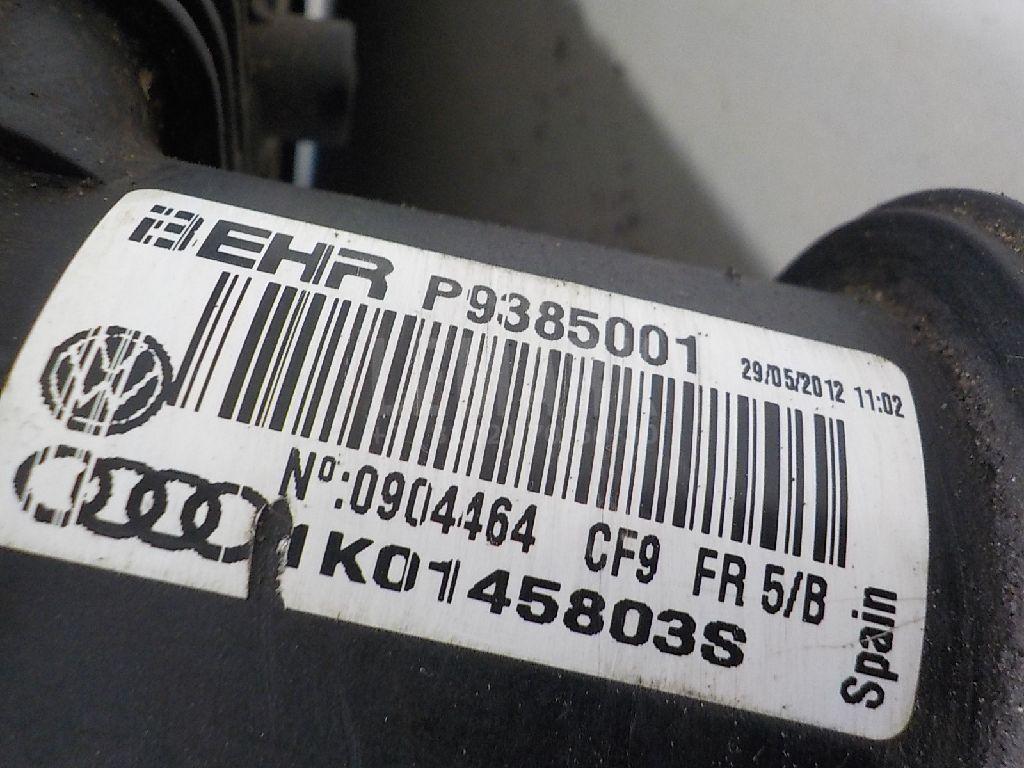 BEHR P9385001 29/05/2012 11:02
Nº:0904464 CF9 FR 5/B
1K0145803S
Spain